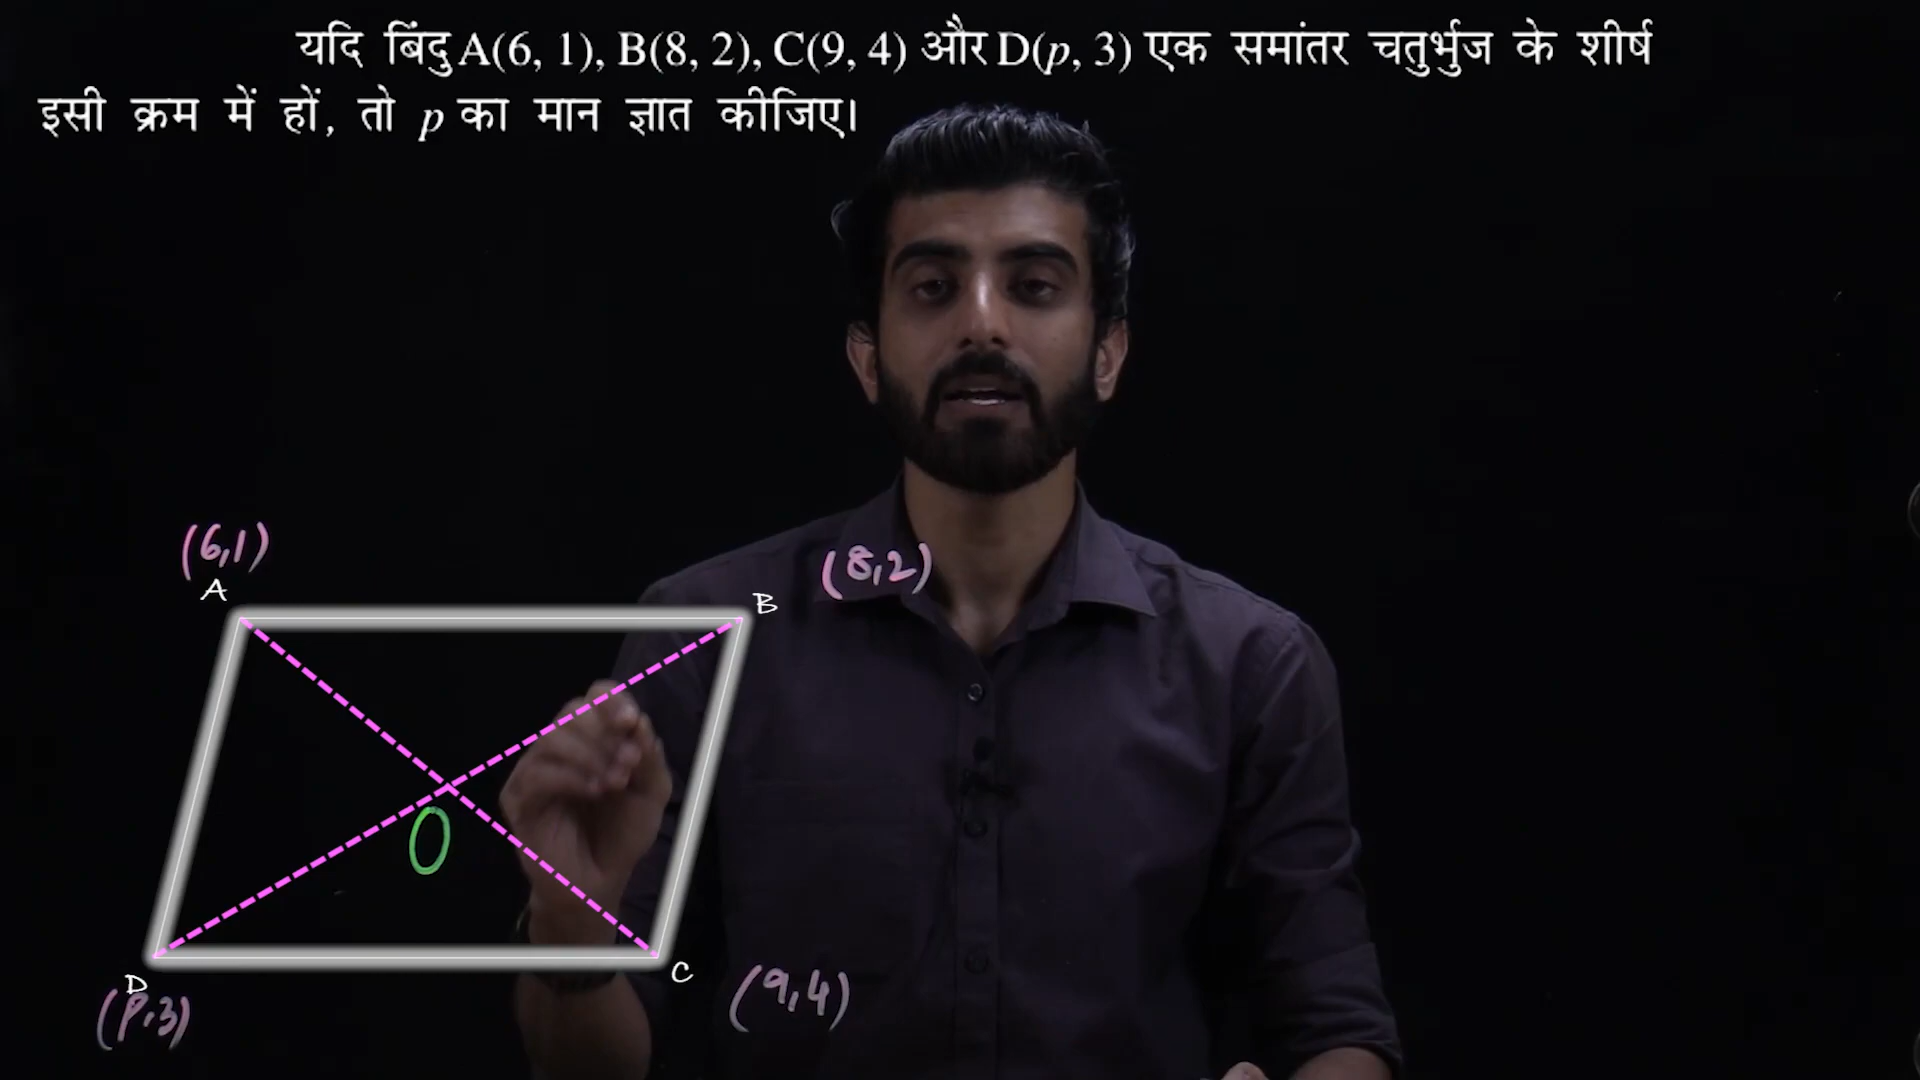 यदि बिंदु A(6, 1), B(8, 2), C(9, 4) और D(p, 3) एक समांतर चतुर्भुज के शीर्ष
इसी क्रम में हों, तो p का मान ज्ञात कीजिए।
(6,1)
(8,2)
A
B
O
D
C
(P,3)
(9,4)